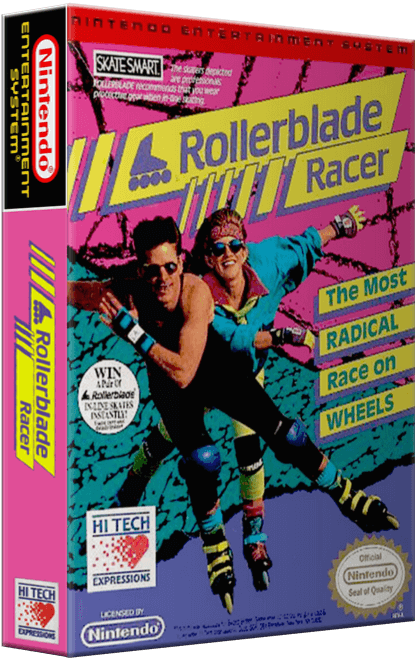 Nintendo
ENTERTAINMENT
SYSTEM®
Rollerblade
Racer
HI TECH
EXPRESSIONS
NINTENDO ENTERTAINMENT SYSTEM
SKATE SMART.
The skaters depicted
are professionals.
ROLLERBLADE recommends that you wear
protective gear when in-line skating.
Rollerblade
Racer
The Most
RADICAL
Race on
WHEELS
WIN
A Pair Of
Rollerblade
IN-LINE SKATES
INSTANTLY!
HI TECH
EXPRESSIONS
LICENSED BY
Nintendo
Official
Nintendo
Seal of Quality